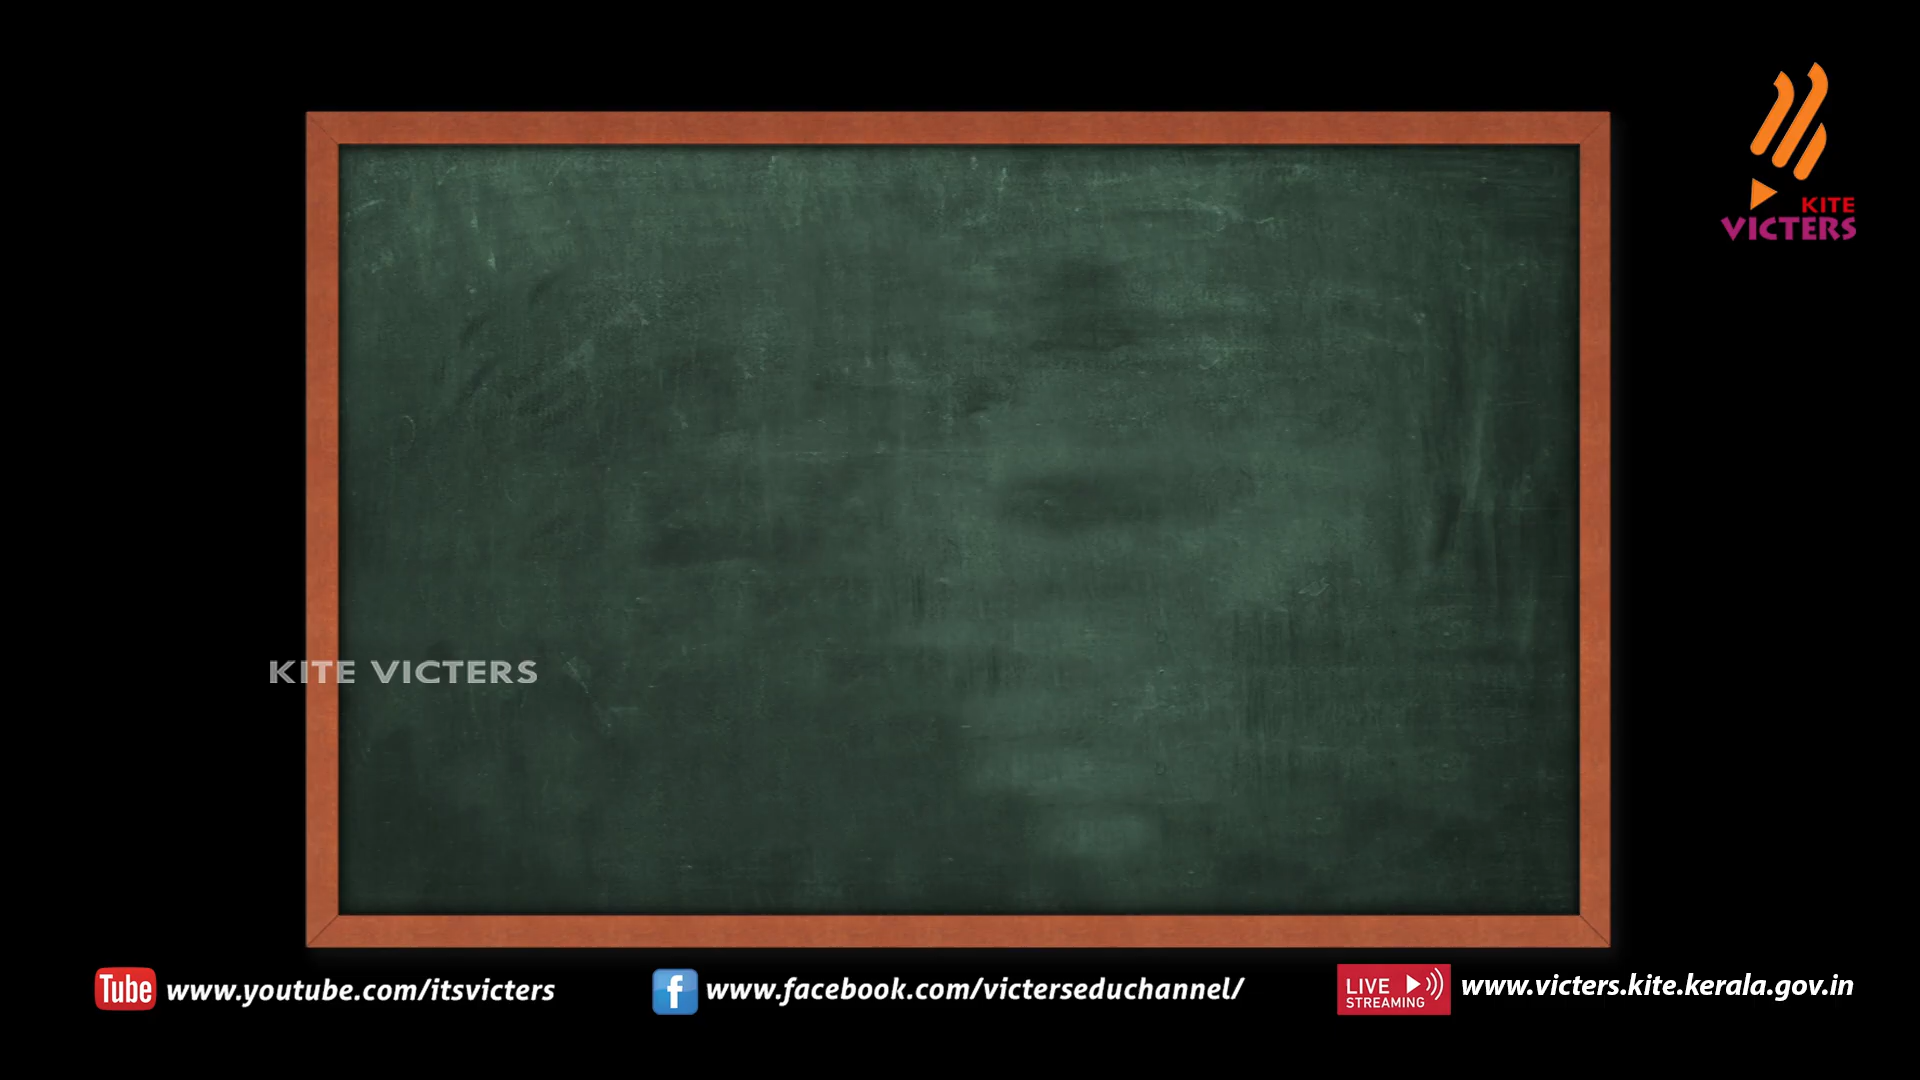 KITE
VICTERS
KITE VICTERS
Tube www.youtube.com/itsvicters
f www.facebook.com/victerseduchannel/
LIVE STREAMING www.victers.kite.kerala.gov.in